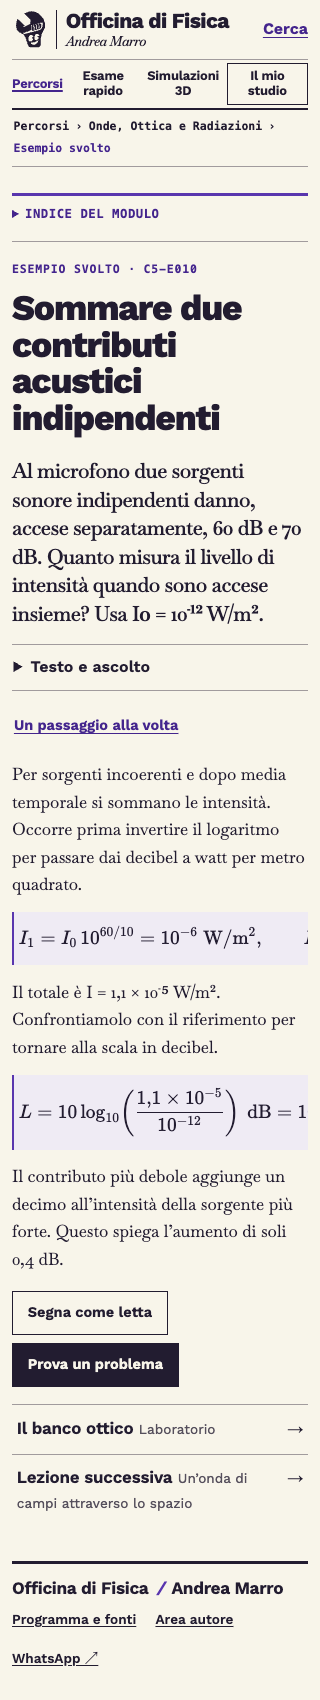 Officina di Fisica
Andrea Marro
Cerca
Percorsi
Esame rapido
Simulazioni 3D
Il mio studio
Percorsi › Onde, Ottica e Radiazioni ›
Esempio svolto
▶ INDICE DEL MODULO
ESEMPIO SVOLTO · C5–E010
Sommare due
contributi
acustici
indipendenti
Al microfono due sorgenti
sonore indipendenti danno,
accese separatamente, 60 dB e 70
dB. Quanto misura il livello di
intensità quando sono accese
insieme? Usa I0 = 10⁻¹² W/m².
▶ Testo e ascolto
Un passaggio alla volta
Per sorgenti incoerenti e dopo media
temporale si sommano le intensità.
Occorre prima invertire il logaritmo
per passare dai decibel a watt per metro
quadrato.
I₁ = I₀ 10^{60/10} = 10⁻⁶ W/m²,
Il totale è I = 1,1 × 10⁻⁵ W/m².
Confrontiamolo con il riferimento per
tornare alla scala in decibel.
L = 10 log₁₀ (1,1 × 10⁻⁵ / 10⁻¹²) dB = 1
Il contributo più debole aggiunge un
decimo all’intensità della sorgente più
forte. Questo spiega l’aumento di soli
0,4 dB.
Segna come letta
Prova un problema
Il banco ottico Laboratorio →
Lezione successiva Un’onda di →
campi attraverso lo spazio
Officina di Fisica / Andrea Marro
Programma e fonti Area autore
WhatsApp ↗